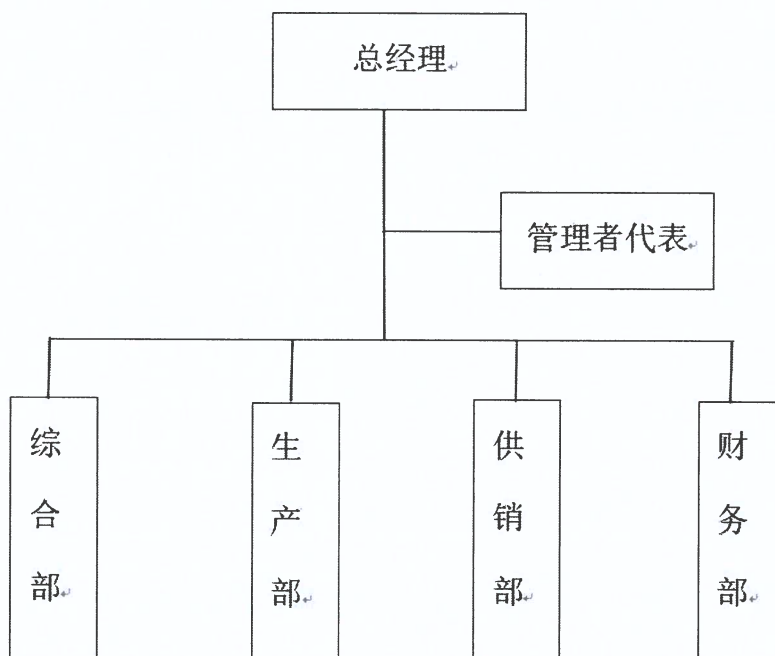 总经理
管理者代表
综合部
生产部
供销部
财务部